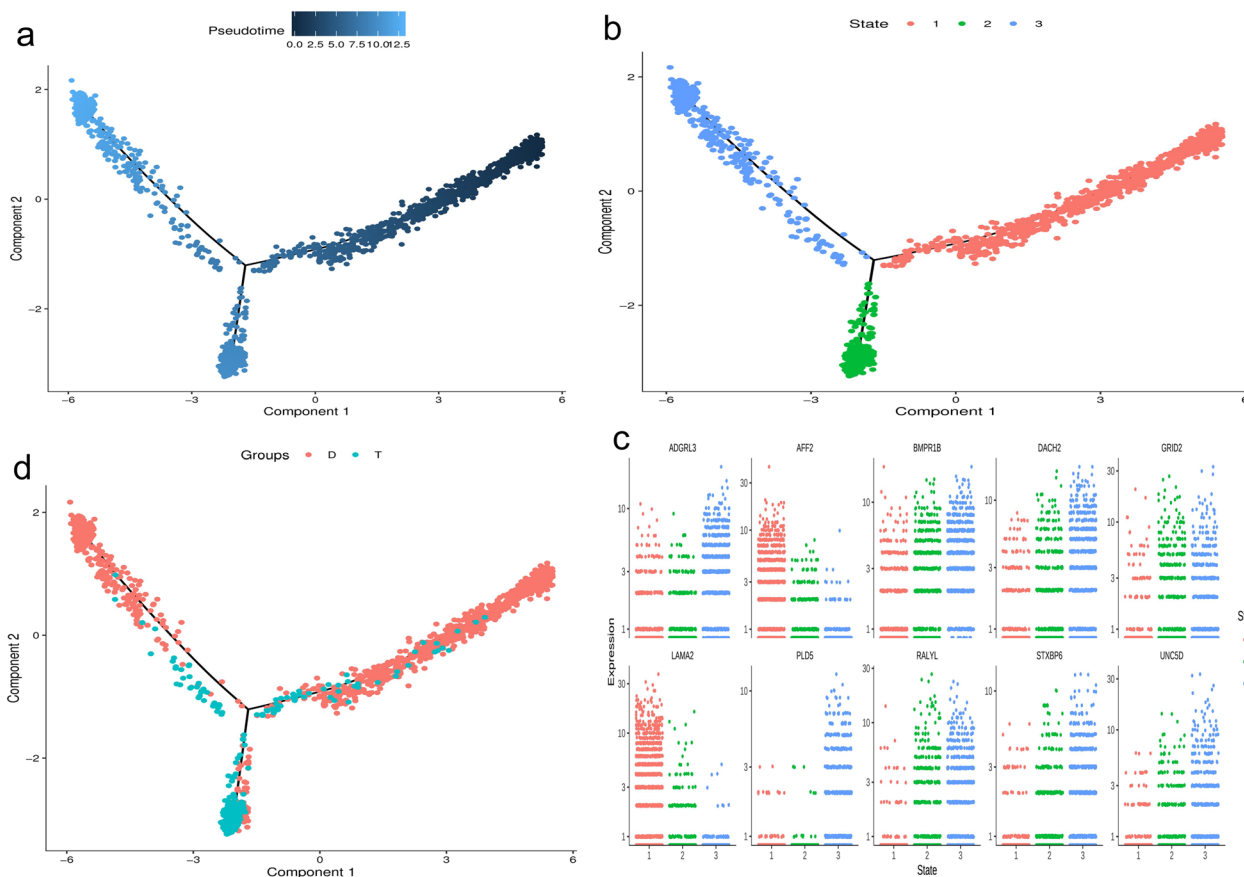 a
Pseudotime
0.0 2.5 5.0 7.5 10.0 12.5
Component 2
2
0
−2
−6 −3 0 3 6
Component 1
b
State 1 2 3
Component 2
2
0
−2
−6 −3 0 3 6
Component 1
d
Groups D T
Component 2
2
0
−2
−6 −3 0 3 6
Component 1
c
Expression
ADGRL3 AFF2 BMPR1B DACH2 GRID2
10 30 10 10 30
3 10 3 3 10
1 3 1 1 3
1 1
LAMA2 PLD5 RALYL STXBP6 UNC5D
30 10 30 10 30
10 3 10 3 10
3 1 3 1 3
1 1 1
1 2 3 1 2 3 1 2 3 1 2 3 1 2 3
State
S